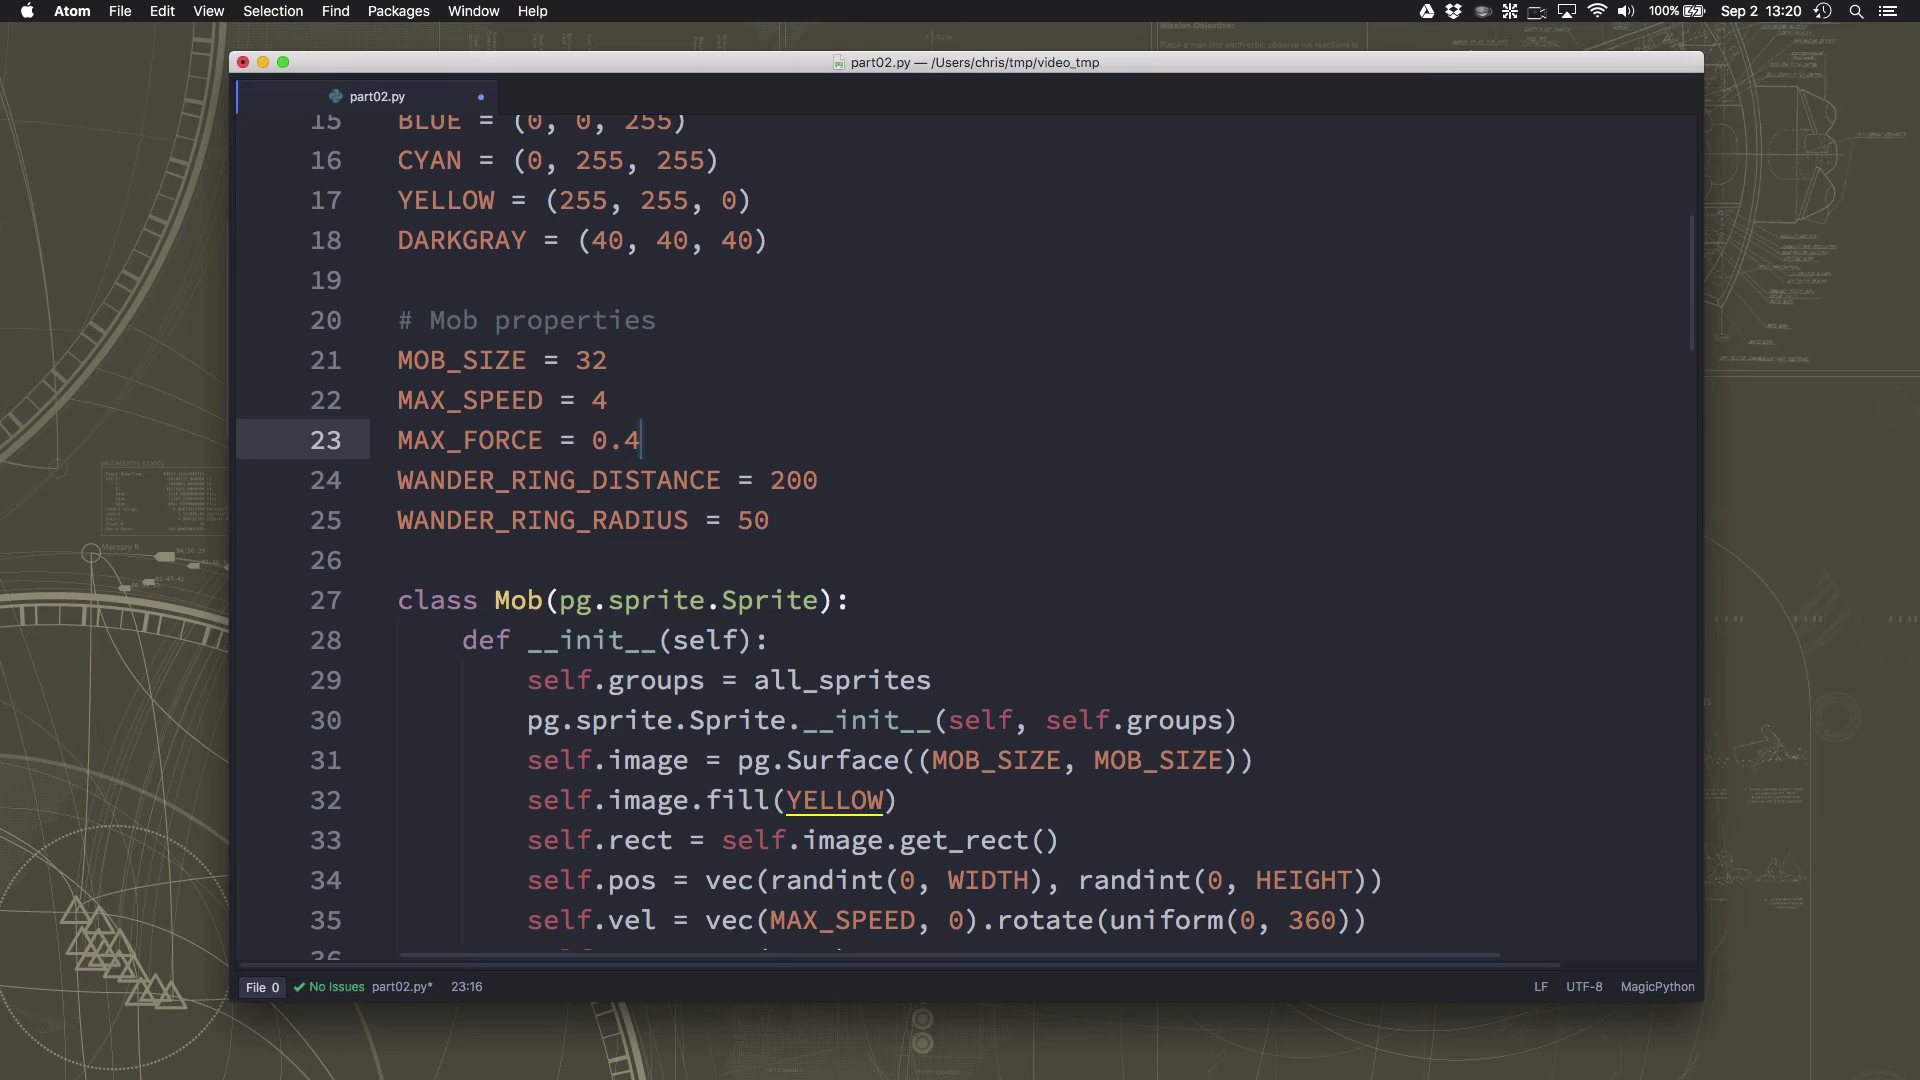 Atom File Edit View Selection Find Packages Window Help 100% Sep 2 13:20
part02.py — /Users/chris/tmp/video_tmp
part02.py
15 BLUE = (0, 0, 255)
16 CYAN = (0, 255, 255)
17 YELLOW = (255, 255, 0)
18 DARKGRAY = (40, 40, 40)
19
20 # Mob properties
21 MOB_SIZE = 32
22 MAX_SPEED = 4
23 MAX_FORCE = 0.4
24 WANDER_RING_DISTANCE = 200
25 WANDER_RING_RADIUS = 50
26
27 class Mob(pg.sprite.Sprite):
28 def __init__(self):
29 self.groups = all_sprites
30 pg.sprite.Sprite.__init__(self, self.groups)
31 self.image = pg.Surface((MOB_SIZE, MOB_SIZE))
32 self.image.fill(YELLOW)
33 self.rect = self.image.get_rect()
34 self.pos = vec(randint(0, WIDTH), randint(0, HEIGHT))
35 self.vel = vec(MAX_SPEED, 0).rotate(uniform(0, 360))
36
File 0 No Issues part02.py* 23:16 LF UTF-8 MagicPython
Mission Objective:
Mercury 6